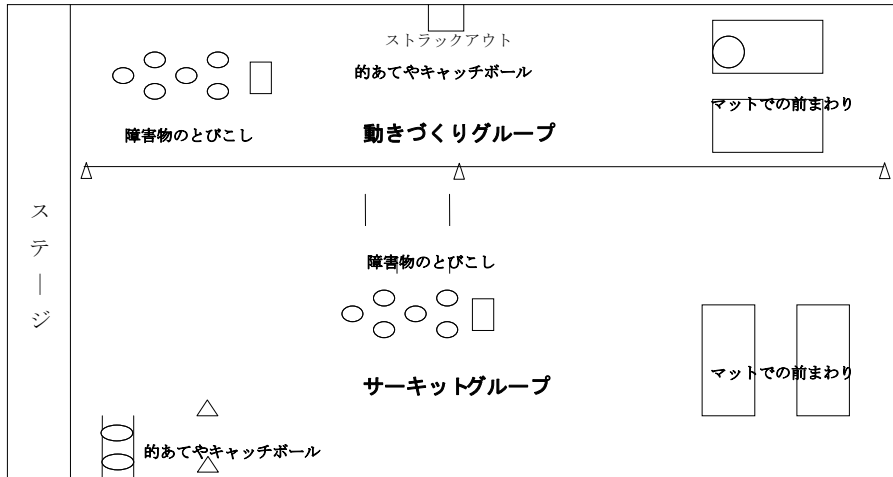 ストラックアウト
的あてやキャッチボール
マットでの前まわり
障害物のとびこし
動きづくりグループ
ステージ
障害物のとびこし
サーキットグループ
マットでの前まわり
的あてやキャッチボール